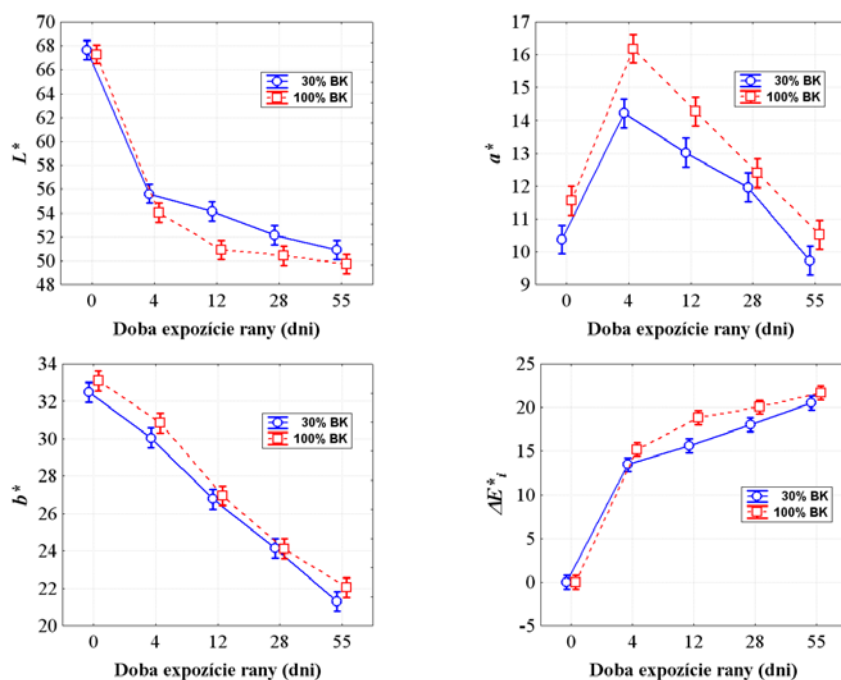 70
68
66
64
62
60
58
56
54
52
50
48
L*
30% BK
100% BK
0 4 12 28 55
Doba expozície rany (dni)
17
16
15
14
13
12
11
10
9
8
a*
30% BK
100% BK
0 4 12 28 55
Doba expozície rany (dni)
34
32
30
28
26
24
22
20
b*
30% BK
100% BK
0 4 12 28 55
Doba expozície rany (dni)
25
20
15
10
5
0
-5
ΔE*i
30% BK
100% BK
0 4 12 28 55
Doba expozície rany (dni)